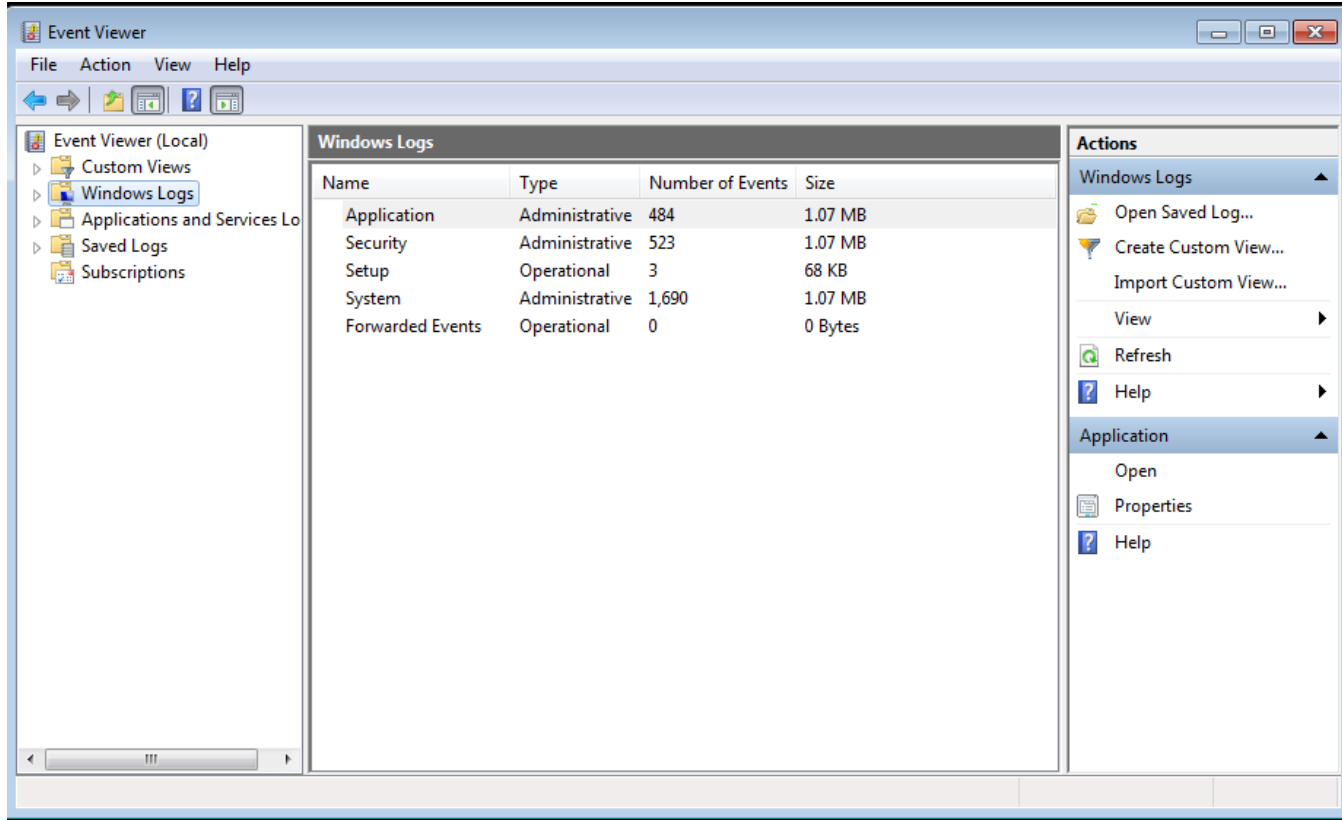 Event Viewer
File Action View Help
Event Viewer (Local)
Custom Views
Windows Logs
Applications and Services Lo
Saved Logs
Subscriptions
Windows Logs
Name Type Number of Events Size
Application Administrative 484 1.07 MB
Security Administrative 523 1.07 MB
Setup Operational 3 68 KB
System Administrative 1,690 1.07 MB
Forwarded Events Operational 0 0 Bytes
Actions
Windows Logs
Open Saved Log...
Create Custom View...
Import Custom View...
View
Refresh
Help
Application
Open
Properties
Help